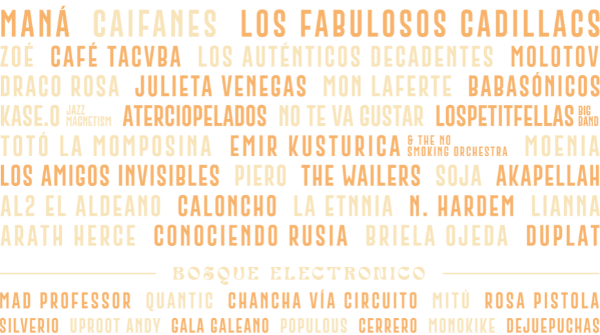 MANÁ CAIFANES LOS FABULOSOS CADILLACS
ZOÉ CAFÉ TACVBA LOS AUTÉNTICOS DECADENTES MOLOTOV
DRACO ROSA JULIETA VENEGAS MON LAFERTE BABASÓNICOS
KASE.O JAZZ MAGNETISM ATERCIOPELADOS NO TE VA GUSTAR LOSPETITFELLAS BIG BAND
TOTÓ LA MOMPOSINA EMIR KUSTURICA & THE NO SMOKING ORCHESTRA MOENIA
LOS AMIGOS INVISIBLES PIERO THE WAILERS SOJA AKAPELLAH
AL2 EL ALDEANO CALONCHO LA ETNNIA N. HARDEM LIANNA
ARATH HERCE CONOCIENDO RUSIA BRIELA OJEDA DUPLAT
BOSQUE ELECTRONICO
MAD PROFESSOR QUANTIC CHANCHA VÍA CIRCUITO MITÚ ROSA PISTOLA
SILVERIO UPROOT ANDY GALA GALEANO POPULOUS CERRERO MONOKIKE DEJUEPUCHAS